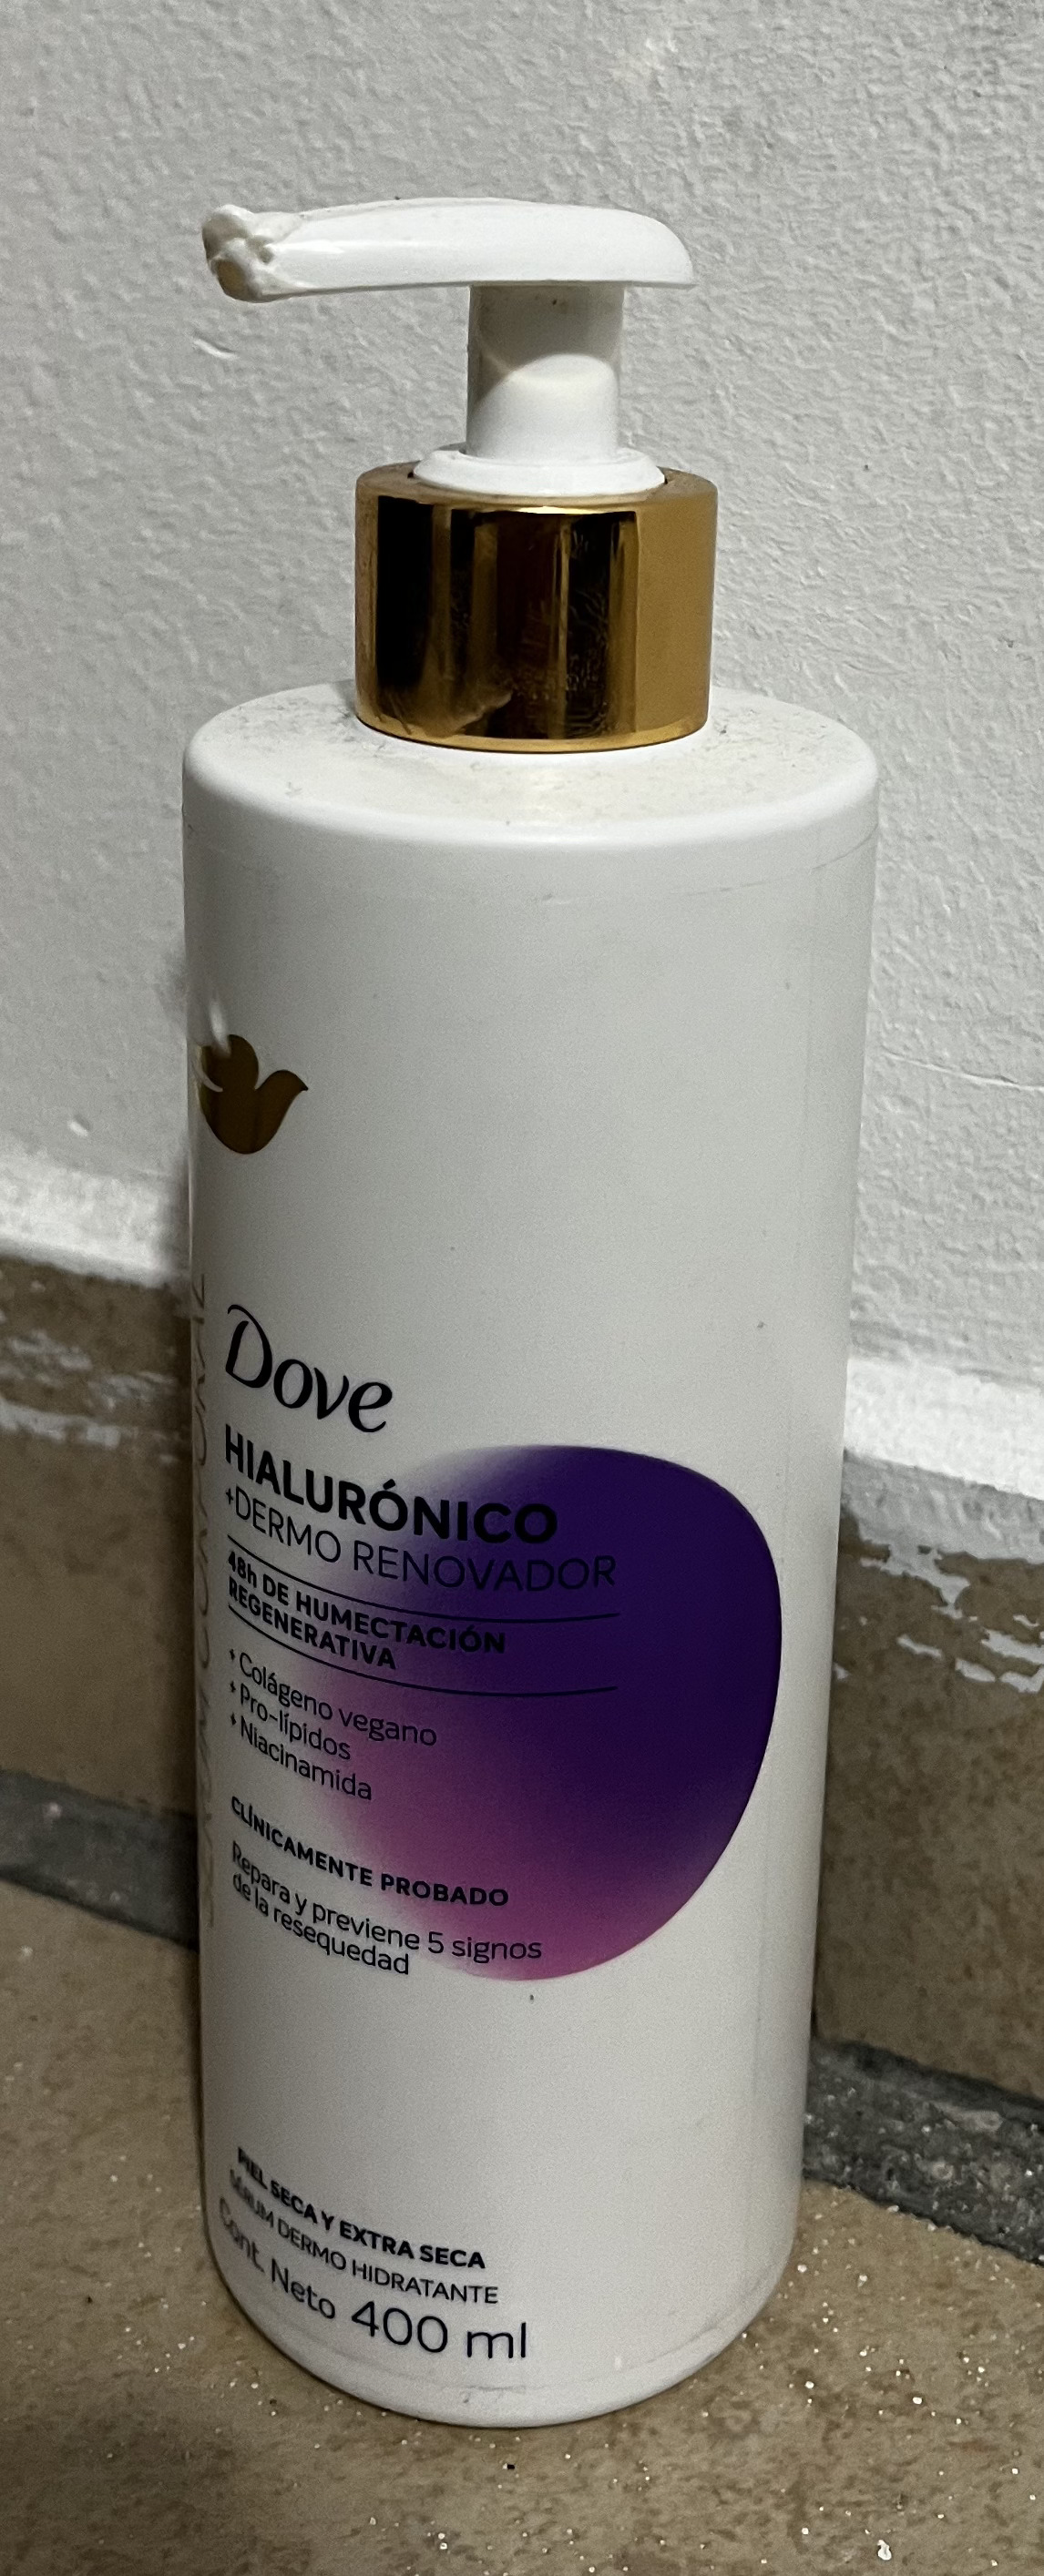 Dove
HIALURÓNICO
+DERMO RENOVADOR
48h DE HUMECTACIÓN
REGENERATIVA
+Colágeno vegano
+Pro-lípidos
+Niacinamida
CLÍNICAMENTE PROBADO
Repara y previene 5 signos
de la resequedad
PIEL SECA Y EXTRA SECA
SÉRUM DERMO HIDRATANTE
Cont. Neto 400 ml